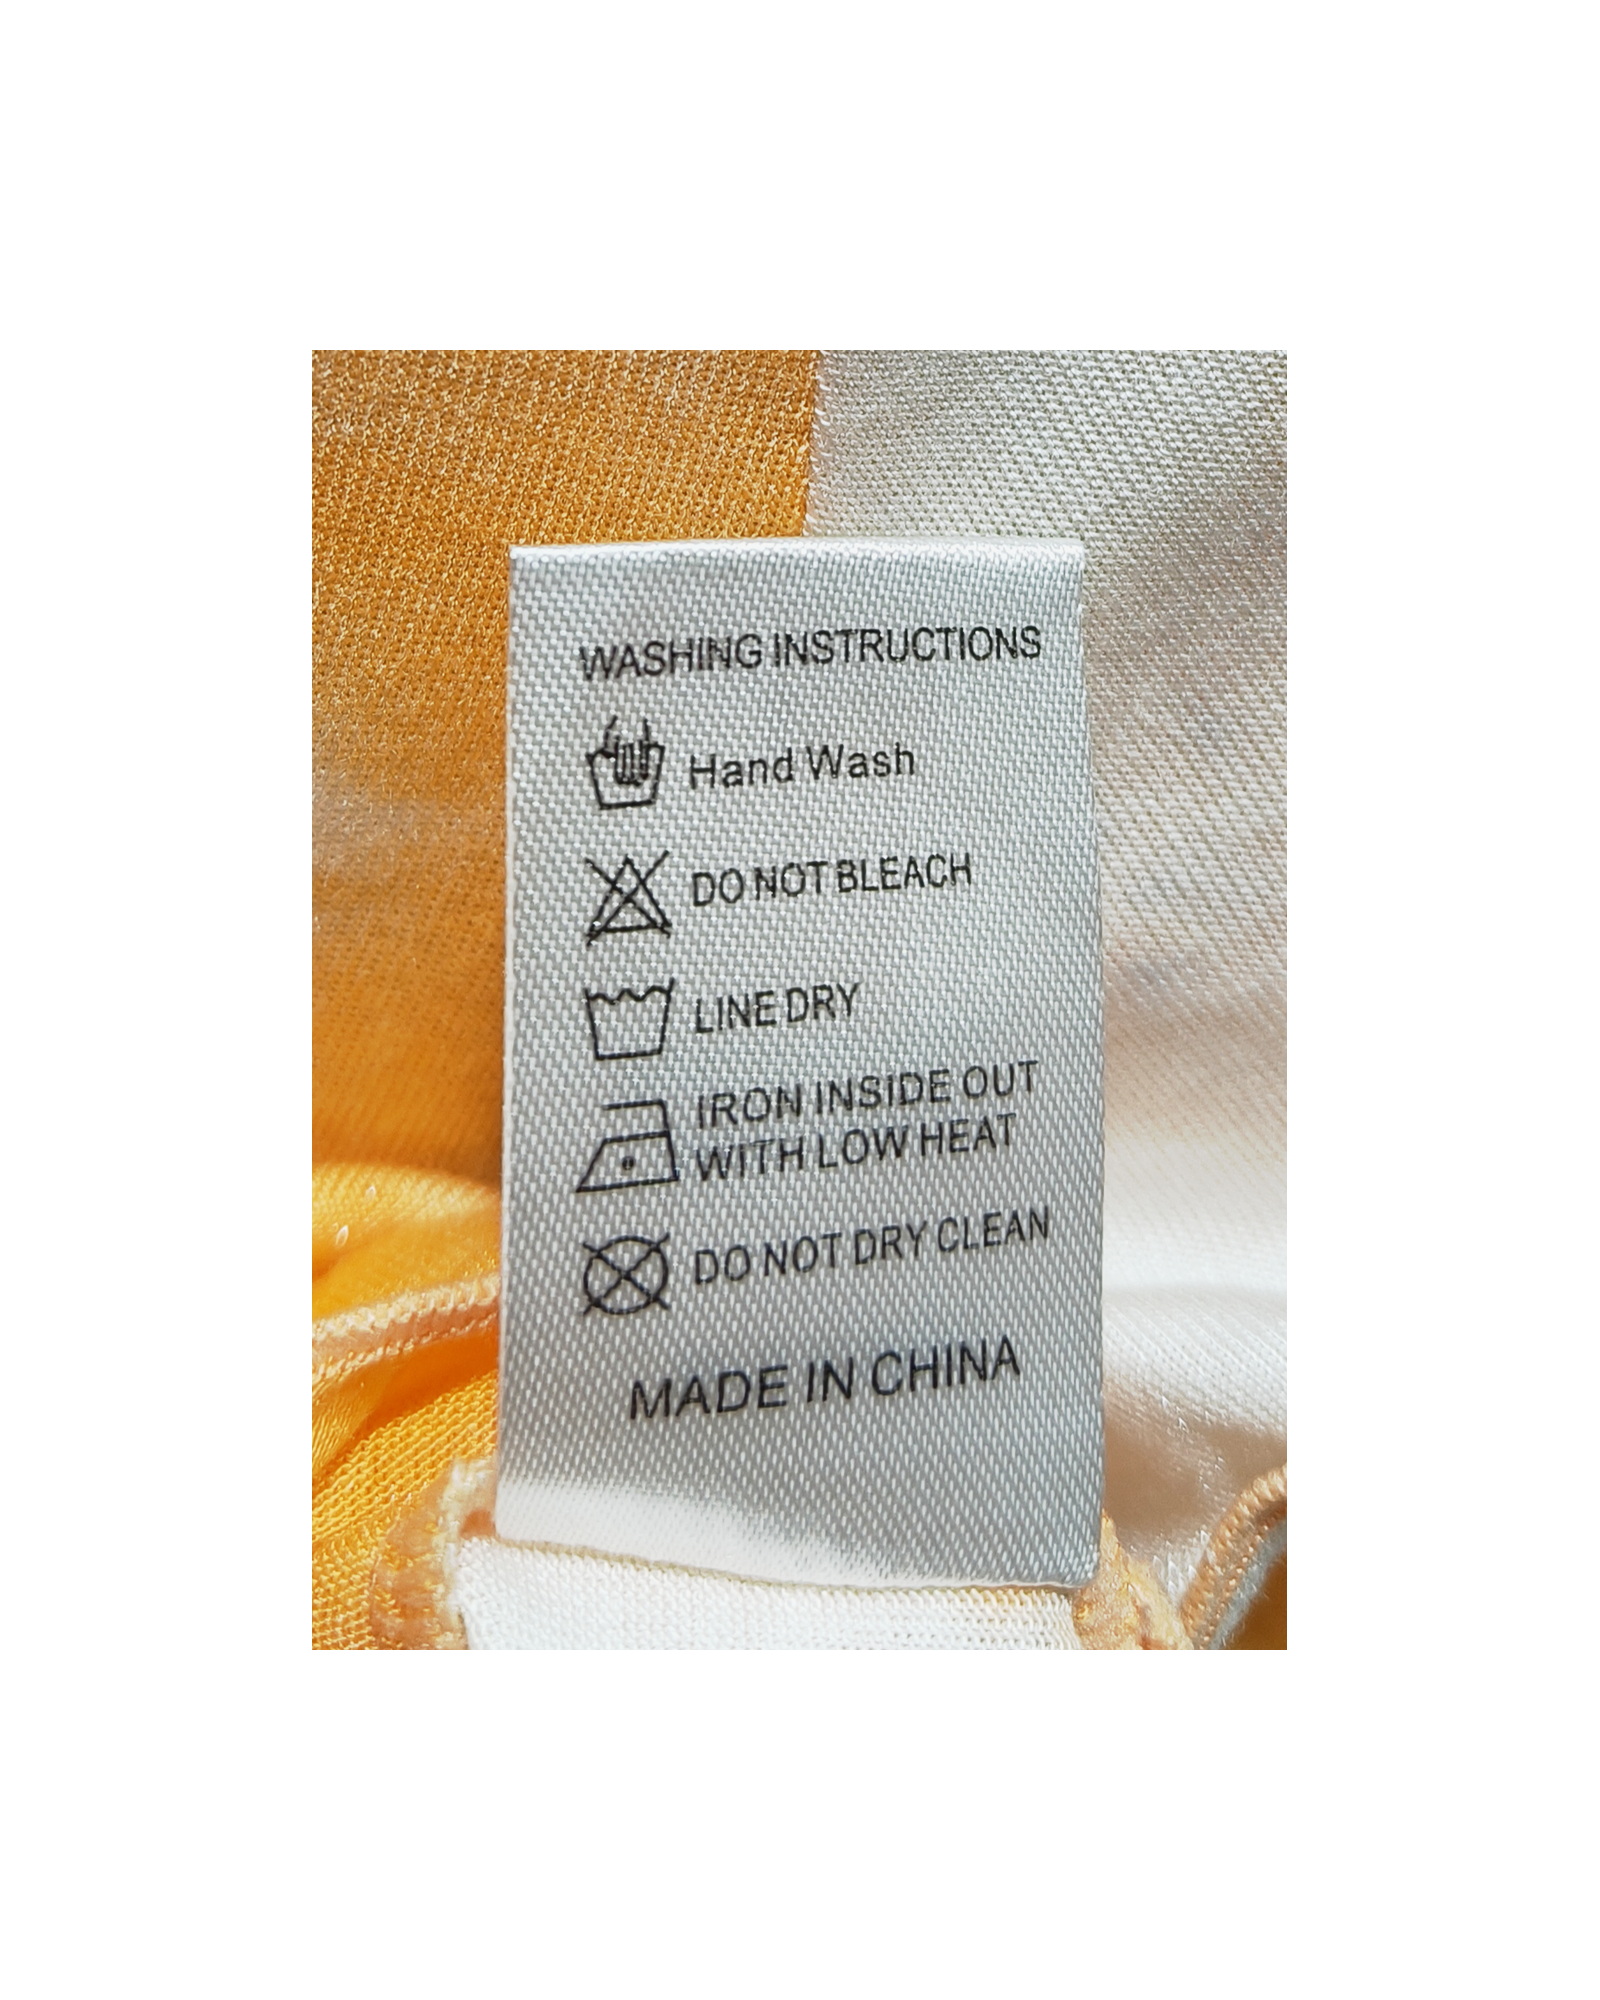 WASHING INSTRUCTIONS
Hand Wash
DO NOT BLEACH
LINE DRY
IRON INSIDE OUT
WITH LOW HEAT
DO NOT DRY CLEAN
MADE IN CHINA